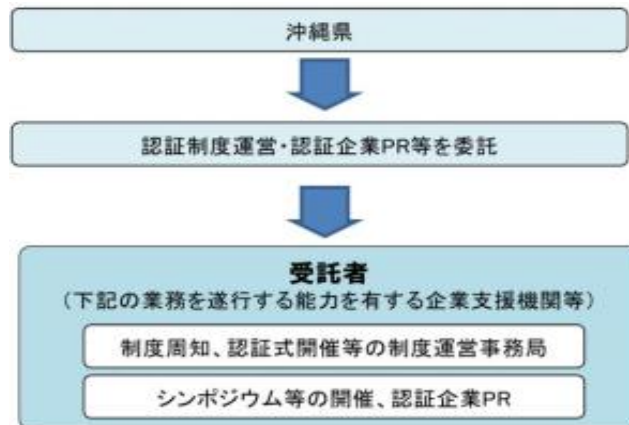 沖縄県
認証制度運営・認証企業PR等を委託
受託者
（下記の業務を遂行する能力を有する企業支援機関等）
制度周知、認証式開催等の制度運営事務局
シンポジウム等の開催、認証企業PR